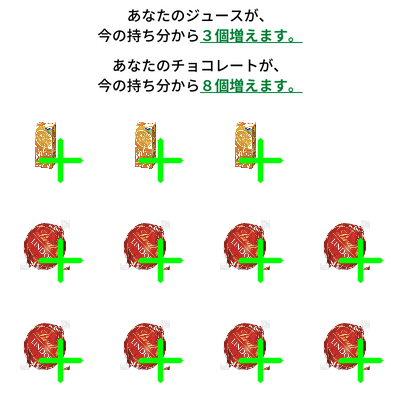 あなたのジュースが、
今の持ち分から３個増えます。
あなたのチョコレートが、
今の持ち分から８個増えます。